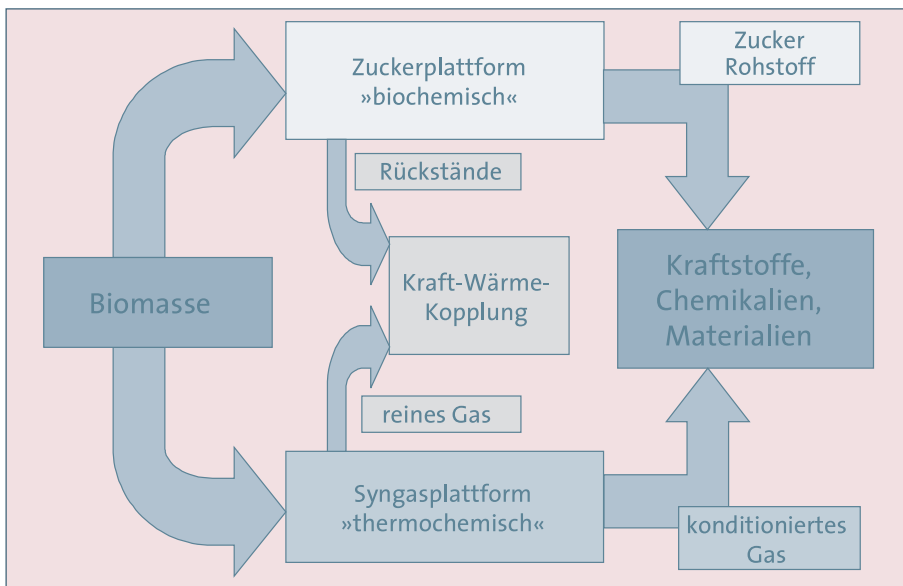 Zuckerplattform
»biochemisch«
Zucker
Rohstoff
Rückstände
Biomasse
Kraft-Wärme-
Kopplung
Kraftstoffe,
Chemikalien,
Materialien
reines Gas
Syngasplattform
»thermochemisch«
konditioniertes
Gas